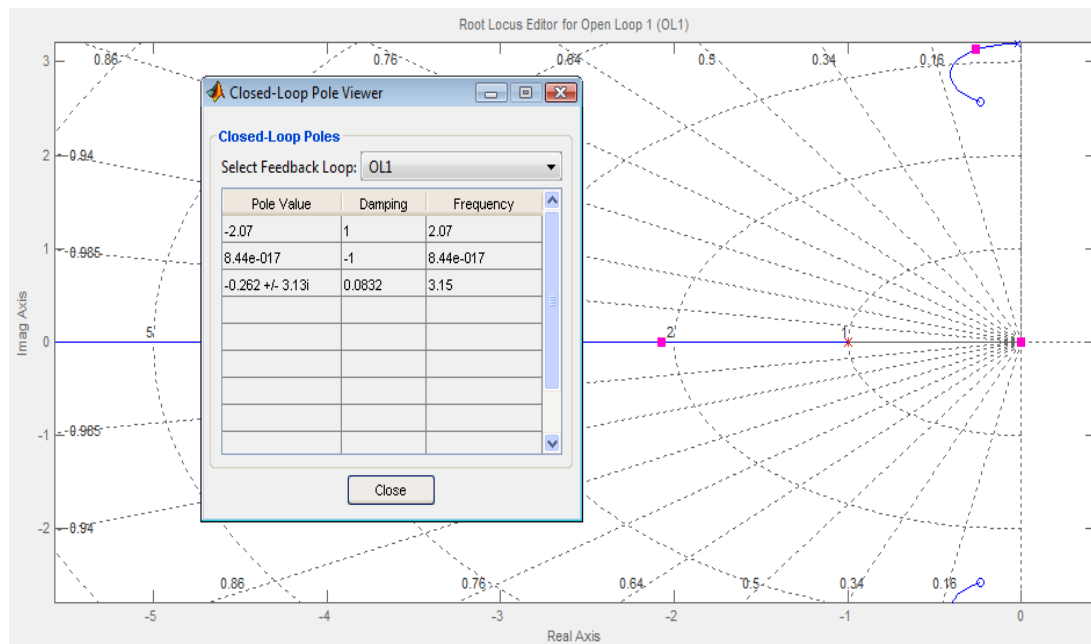 Root Locus Editor for Open Loop 1 (OL1)
3
0.86
0.76
0.64
0.5
0.34
0.16
Closed-Loop Pole Viewer
Closed-Loop Poles
Select Feedback Loop: OL1
Pole Value Damping Frequency
-2.07 1 2.07
8.44e-017 -1 8.44e-017
-0.262 +/- 3.13i 0.0832 3.15
Close
2
0.94
1
0.985
Imag Axis
0
5
2
1
-1
0.985
-2
0.94
0.86
0.76
0.64
0.5
0.34
0.16
-5
-4
-3
-2
-1
0
Real Axis